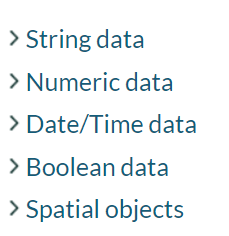 String data
Numeric data
Date/Time data
Boolean data
Spatial objects